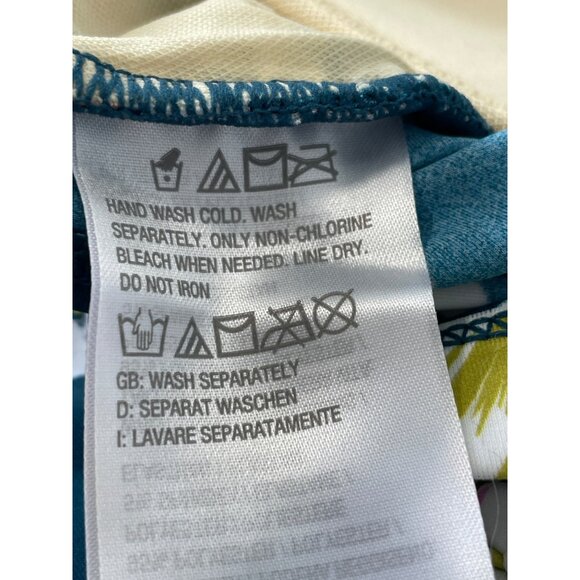 HAND WASH COLD. WASH
SEPARATELY. ONLY NON-CHLORINE
BLEACH WHEN NEEDED. LINE DRY.
DO NOT IRON
GB: WASH SEPARATELY
D: SEPARAT WASCHEN
I: LAVARE SEPARATAMENTE